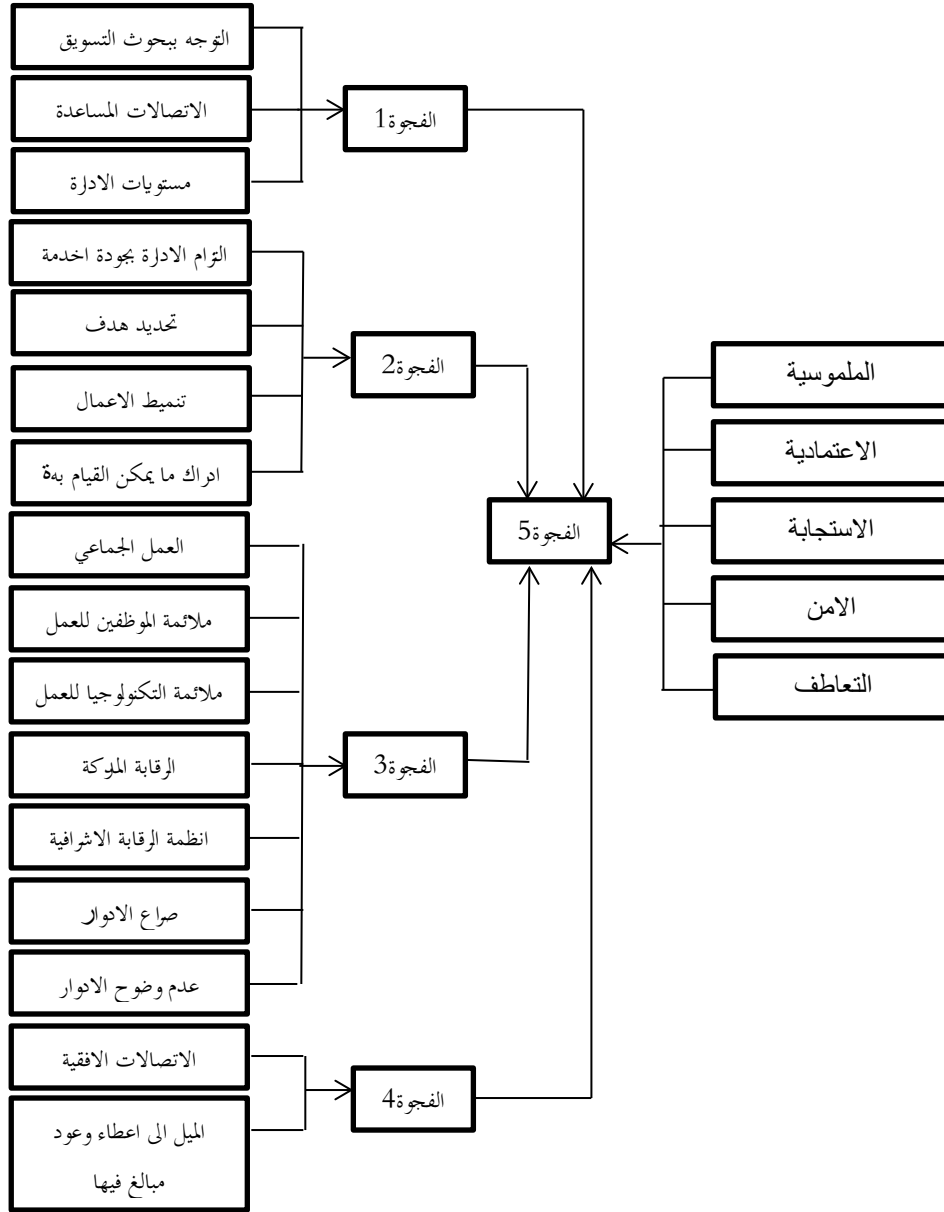 التوجه ببحوث التسويق
الاتصالات المساعدة
مستويات الادارة
الفجوة1
التزام الادارة بجودة اخدمة
تحديد هدف
تنميط الاعمال
ادراك ما يمكن القيام بهة
الفجوة2
العمل الجماعي
ملائمة الموظفين للعمل
ملائمة التكنولوجيا للعمل
الرقابة المدركة
انظمة الرقابة الاشرافية
صراع الادوار
عدم وضوح الادوار
الفجوة3
الاتصالات الافقية
الميل الى اعطاء وعود
مبالغ فيها
الفجوة4
الفجوة5
الملموسية
الاعتمادية
الاستجابة
الامن
التعاطف